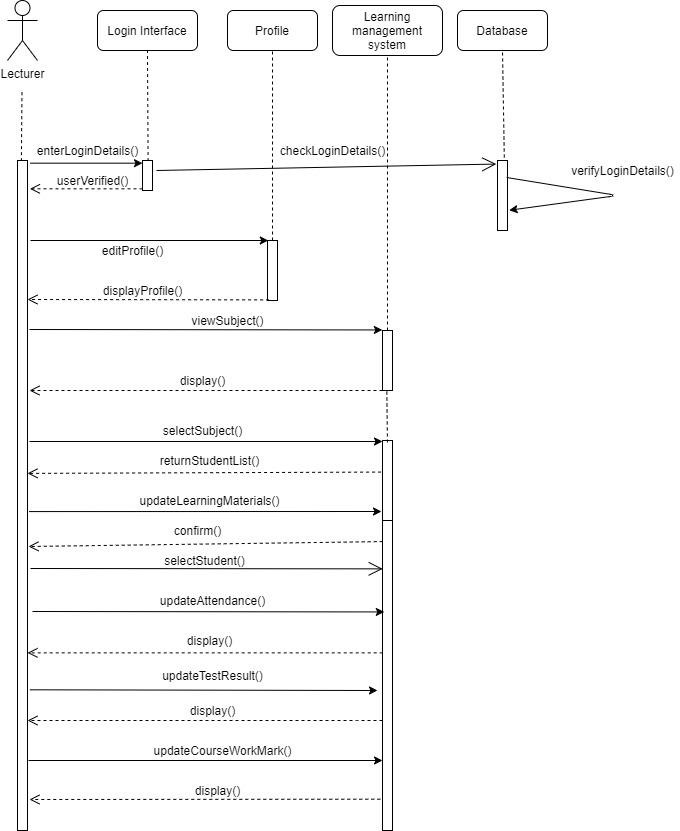 Lecturer
Login Interface
Profile
Learning
management
system
Database
enterLoginDetails()
checkLoginDetails()
verifyLoginDetails()
userVerified()
editProfile()
displayProfile()
viewSubject()
display()
selectSubject()
returnStudentList()
updateLearningMaterials()
confirm()
selectStudent()
updateAttendance()
display()
updateTestResult()
display()
updateCourseWorkMark()
display()